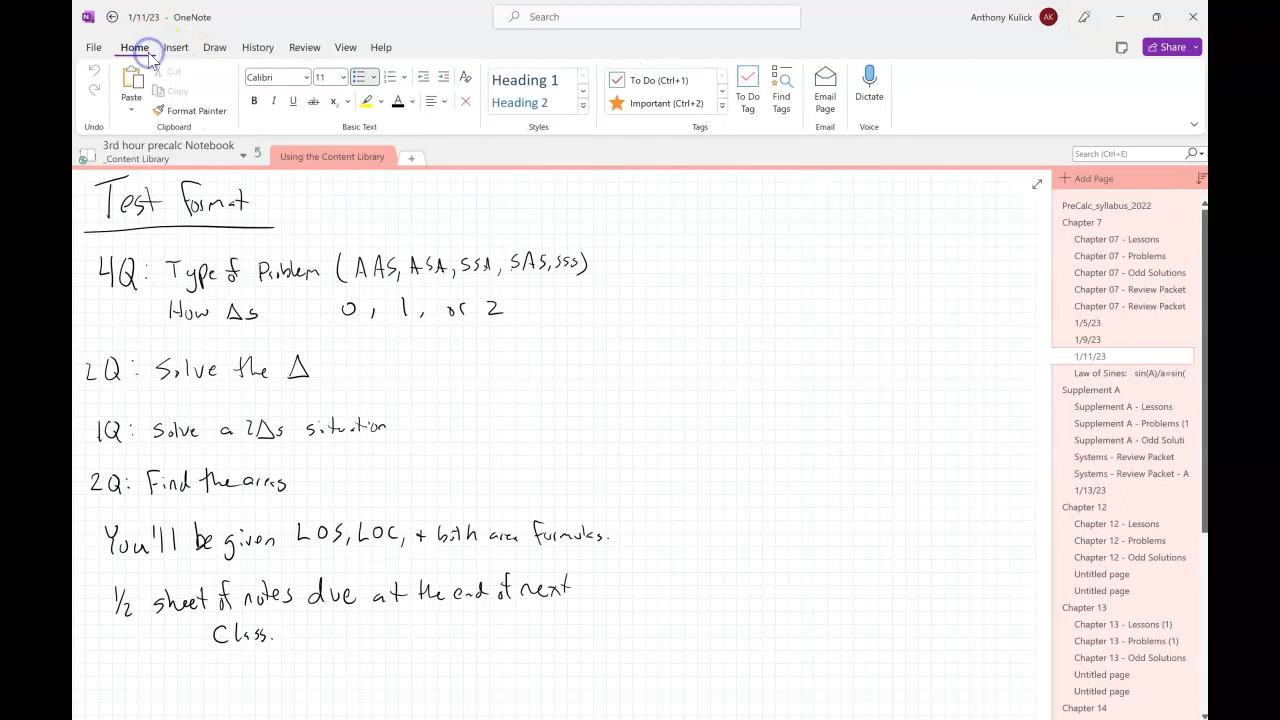 1/11/23 - OneNote
Search
Anthony Kulick
AK
File
Home
Insert
Draw
History
Review
View
Help
Share
Paste
Cut
Copy
Format Painter
Calibri
11
B
I
U
ab
x
A
Heading 1
Heading 2
To Do (Ctrl+1)
Important (Ctrl+2)
To Do Tag
Find Tags
Email Page
Dictate
Undo
Clipboard
Basic Text
Styles
Tags
Email
Voice
3rd hour precalc Notebook
_Content Library
Using the Content Library
Search (Ctrl+E)
Test Format
4Q: Type of Problem (AAS, ASA, SSA, SAS, SSS)
How Δs 0, 1, or 2
2Q: Solve the Δ
1Q: Solve a 2Δs situation
2Q: Find the areas
You'll be given LOS, LOC, + both area formulas.
1/2 sheet of notes due at the end of next
Class.
Add Page
PreCalc_syllabus_2022
Chapter 7
Chapter 07 - Lessons
Chapter 07 - Problems
Chapter 07 - Odd Solutions
Chapter 07 - Review Packet
Chapter 07 - Review Packet
1/5/23
1/9/23
1/11/23
Law of Sines: sin(A)/a=sin(
Supplement A
Supplement A - Lessons
Supplement A - Problems (1
Supplement A - Odd Soluti
Systems - Review Packet
Systems - Review Packet - A
1/13/23
Chapter 12
Chapter 12 - Lessons
Chapter 12 - Problems
Chapter 12 - Odd Solutions
Untitled page
Untitled page
Chapter 13
Chapter 13 - Lessons (1)
Chapter 13 - Problems (1)
Chapter 13 - Odd Solutions
Untitled page
Untitled page
Chapter 14